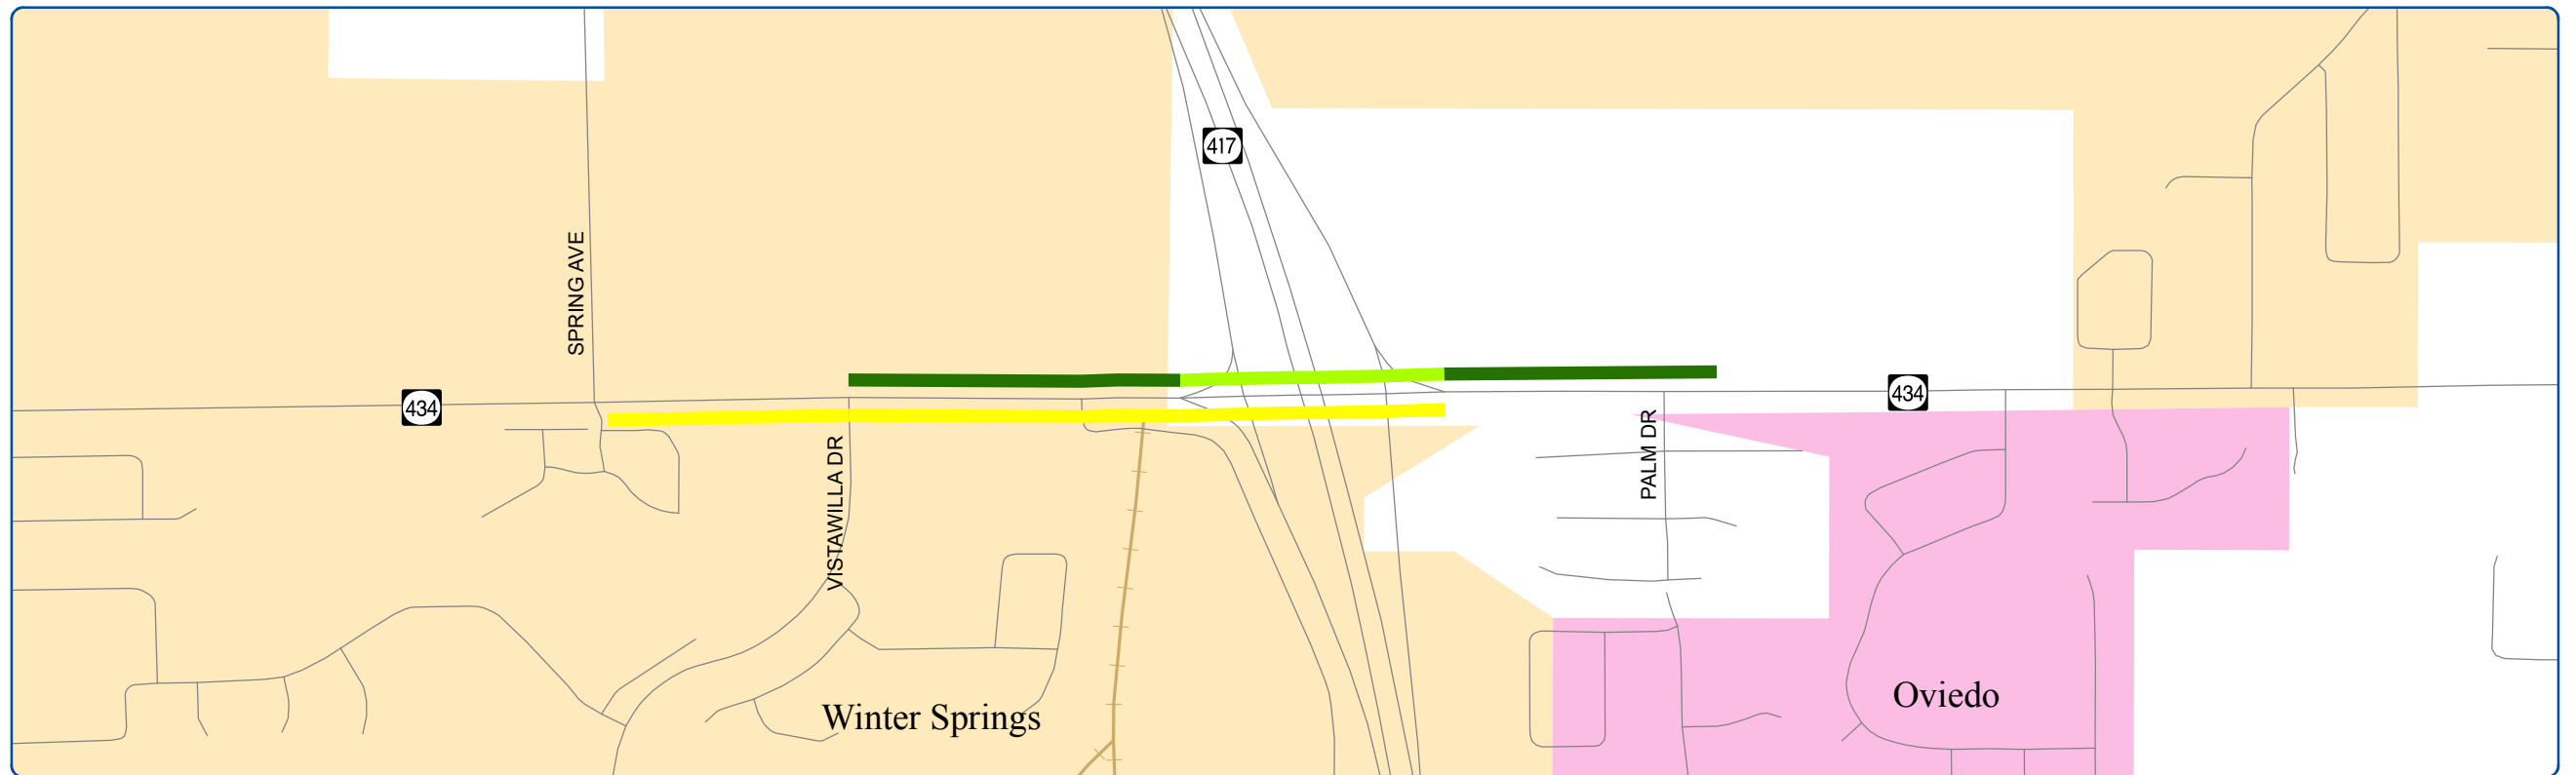 417
SPRING AVE
434
434
PALM DR
VISTAWILLA DR
Oviedo
Winter Springs